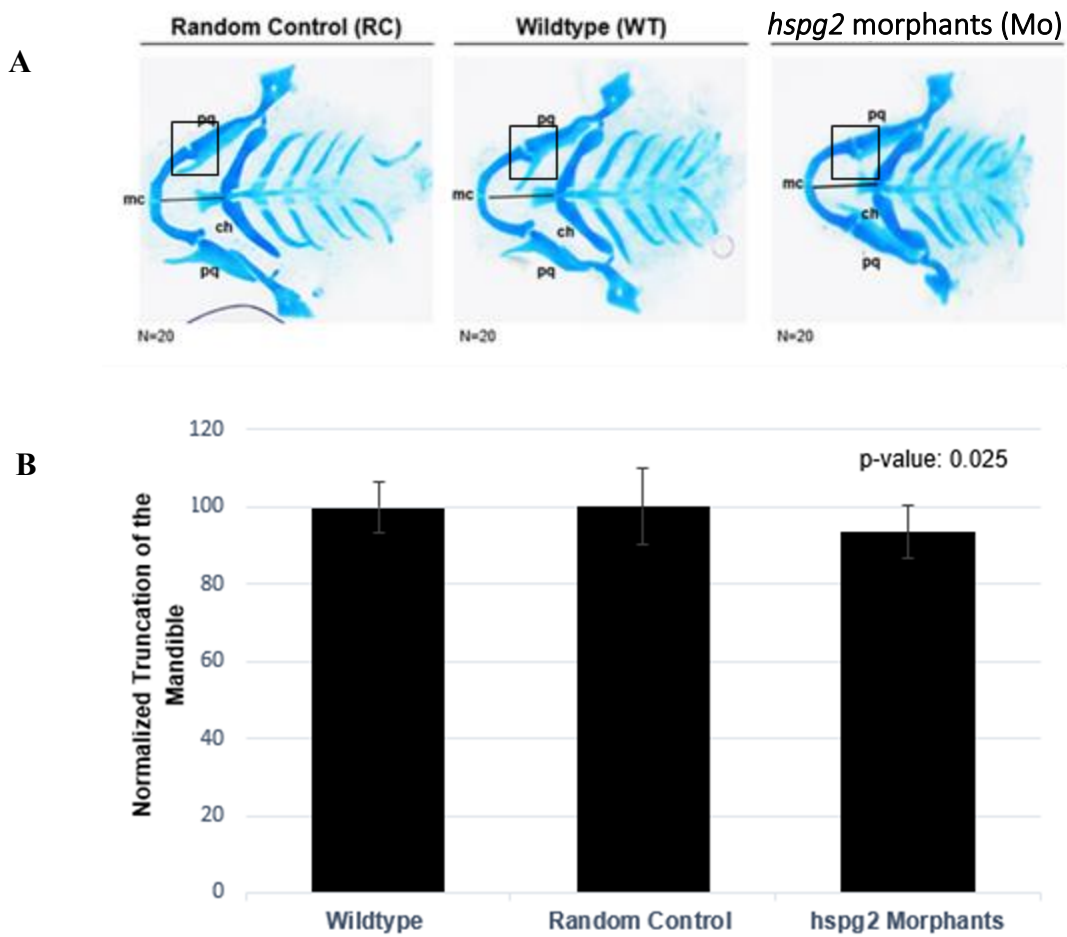 A
Random Control (RC)
Wildtype (WT)
hspg2 morphants (Mo)
pq
mc
ch
pq
N=20
pq
mc
ch
pq
N=20
pq
mc
ch
pq
N=20
B
p-value: 0.025
Normalized Truncation of the
Mandible
120
100
80
60
40
20
0
Wildtype
Random Control
hspg2 Morphants